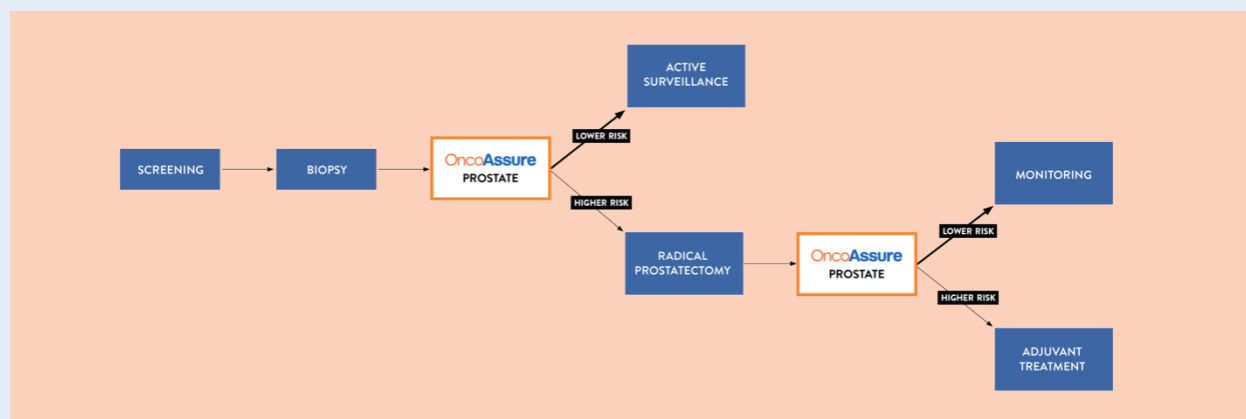 ACTIVE
SURVEILLANCE
LOWER RISK
SCREENING
BIOPSY
OncoAssure
PROSTATE
HIGHER RISK
RADICAL
PROSTATECTOMY
OncoAssure
PROSTATE
MONITORING
LOWER RISK
HIGHER RISK
ADJUVANT
TREATMENT